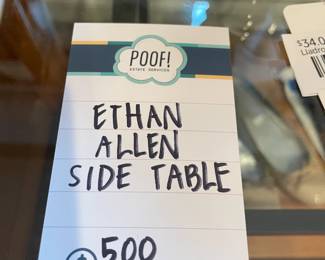 POOF!
ESTATE SERVICES
ETHAN
ALLEN
SIDE TABLE
$500
$34.0
Lladro